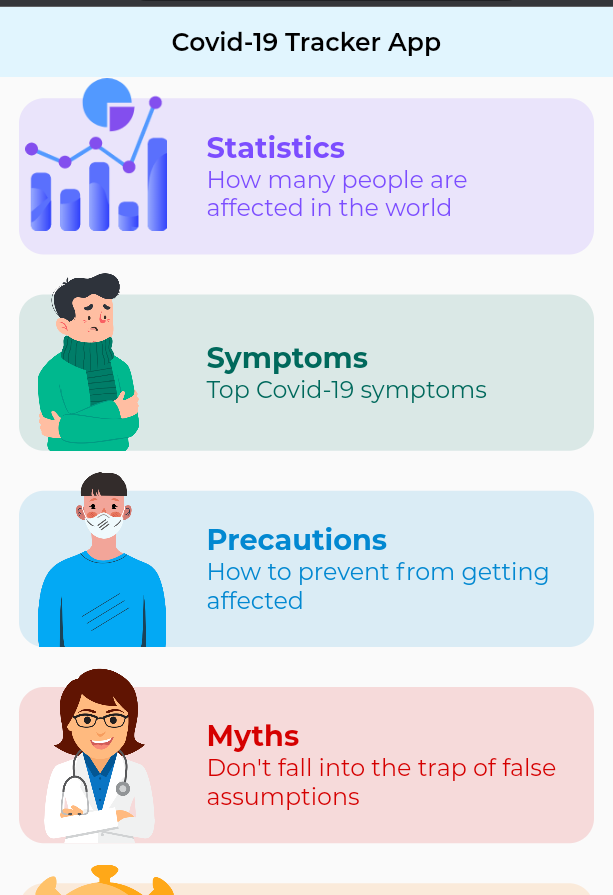 Covid-19 Tracker App
Statistics
How many people are
affected in the world
Symptoms
Top Covid-19 symptoms
Precautions
How to prevent from getting
affected
Myths
Don't fall into the trap of false
assumptions